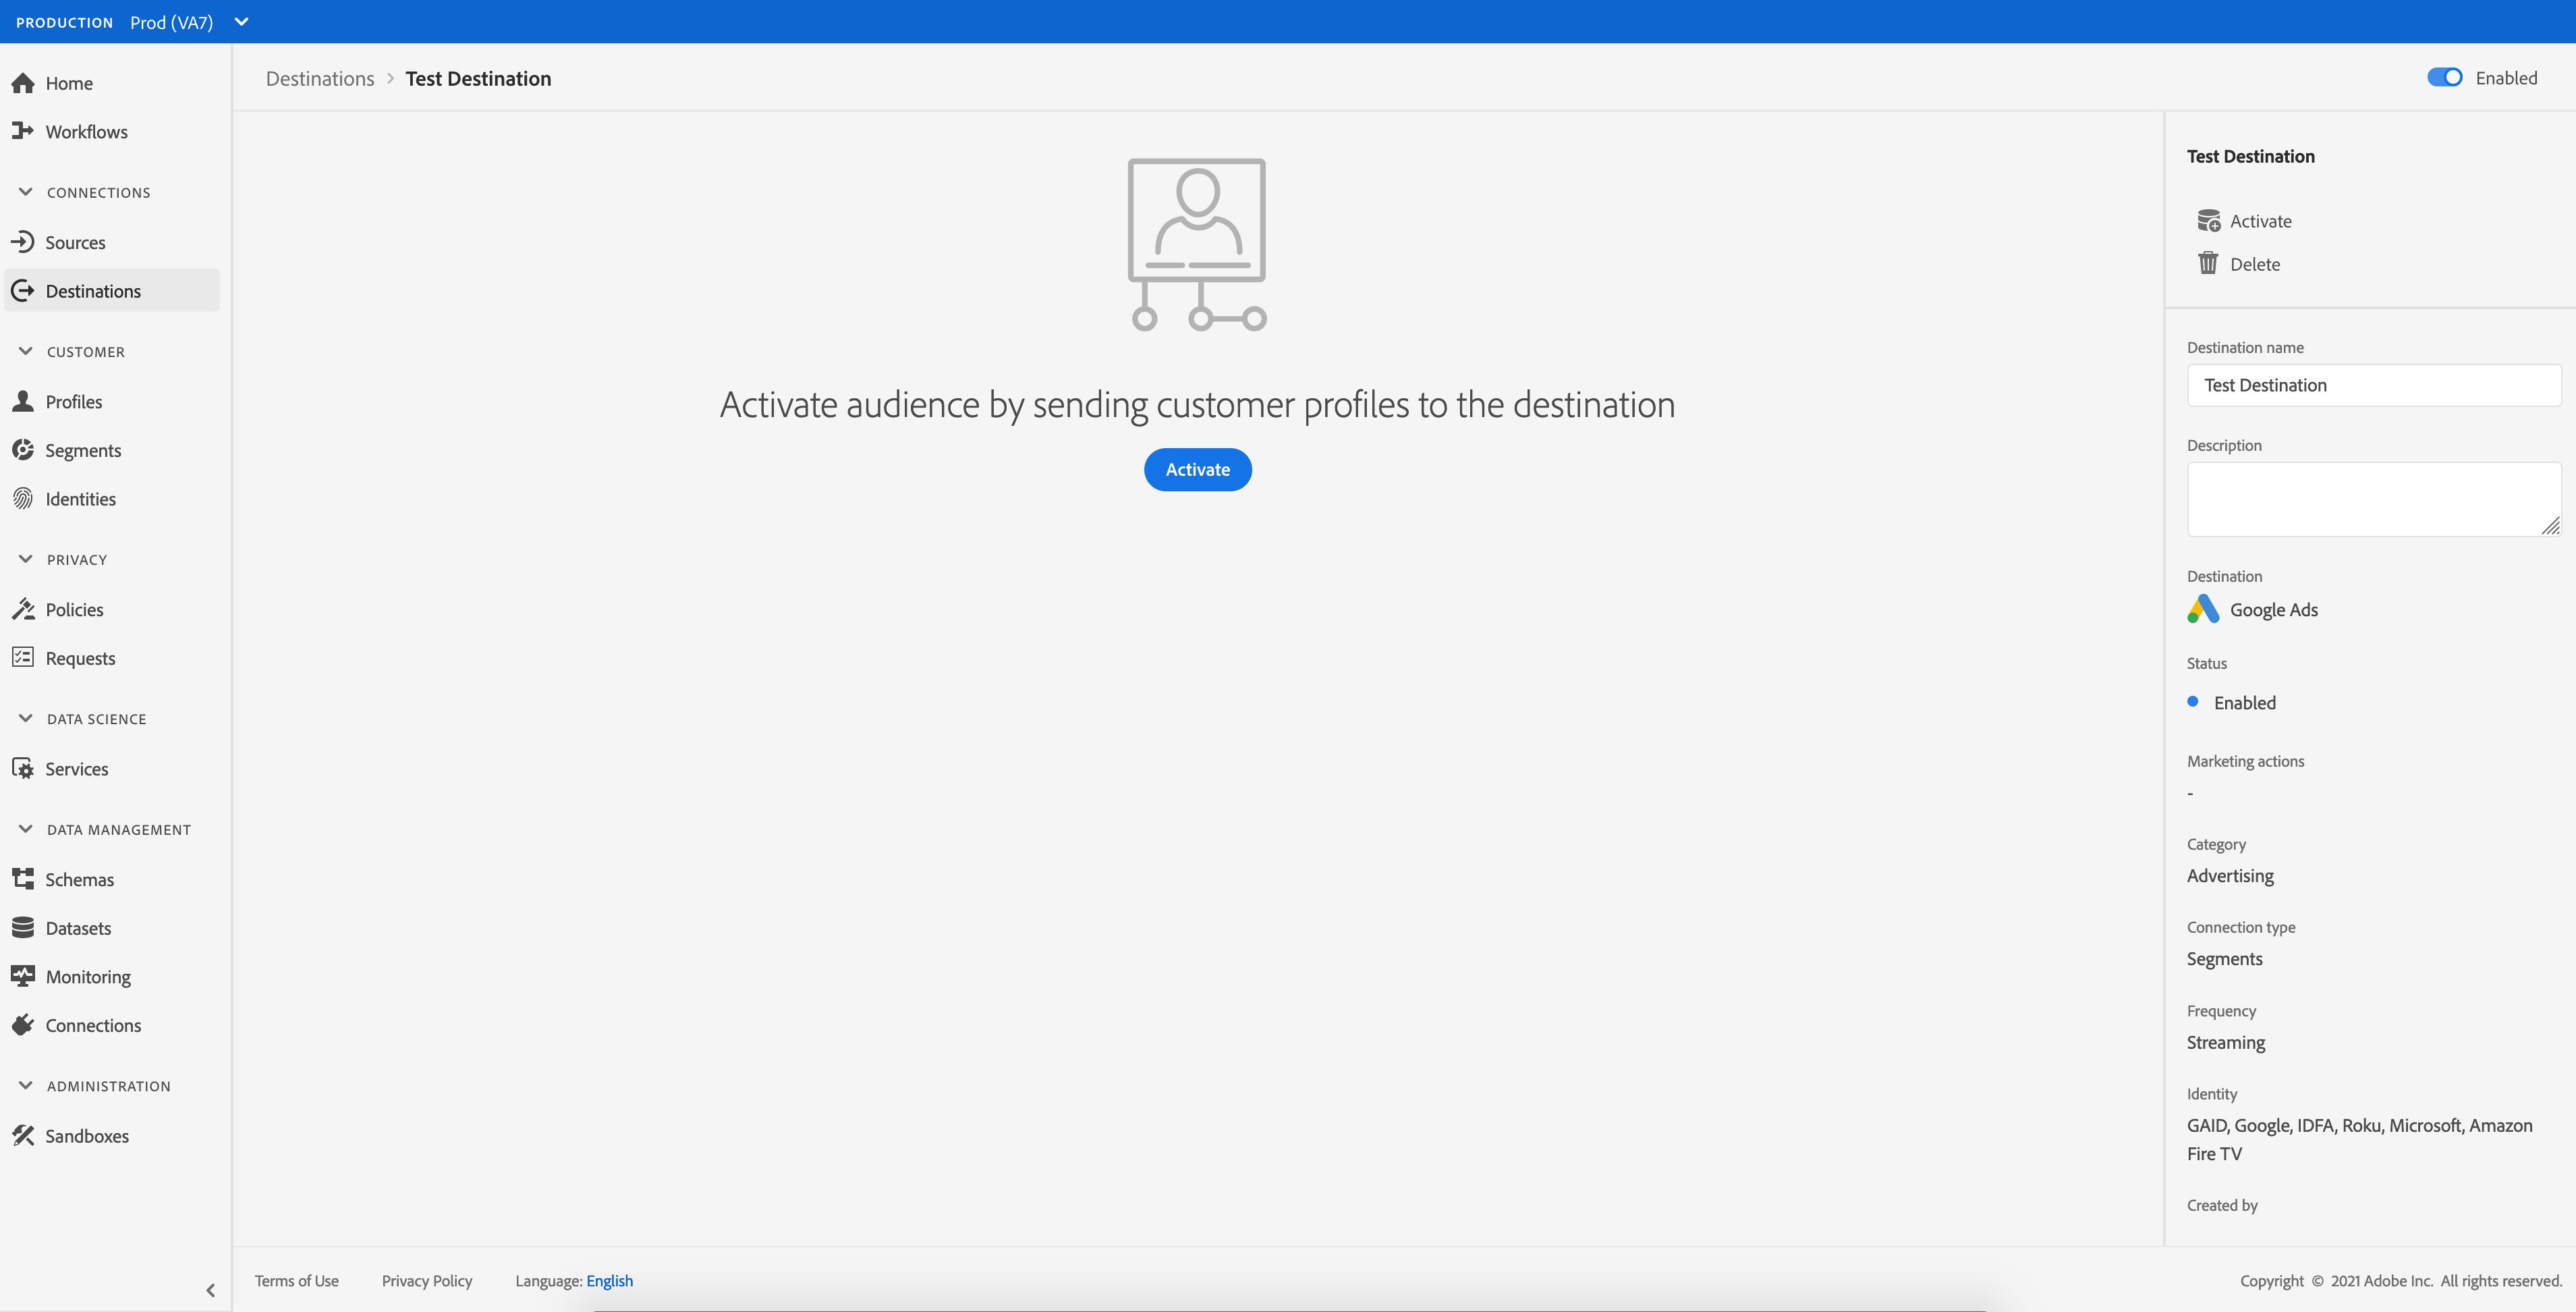 PRODUCTION Prod (VA7)
Home
Workflows
CONNECTIONS
Sources
Destinations
CUSTOMER
Profiles
Segments
Identities
PRIVACY
Policies
Requests
DATA SCIENCE
Services
DATA MANAGEMENT
Schemas
Datasets
Monitoring
Connections
ADMINISTRATION
Sandboxes
Destinations > Test Destination
Enabled
Activate audience by sending customer profiles to the destination
Activate
Test Destination
Activate
Delete
Destination name
Test Destination
Description
Destination
Google Ads
Status
Enabled
Marketing actions
-
Category
Advertising
Connection type
Segments
Frequency
Streaming
Identity
GAID, Google, IDFA, Roku, Microsoft, Amazon
Fire TV
Created by
Terms of Use Privacy Policy Language: English
Copyright © 2021 Adobe Inc. All rights reserved.